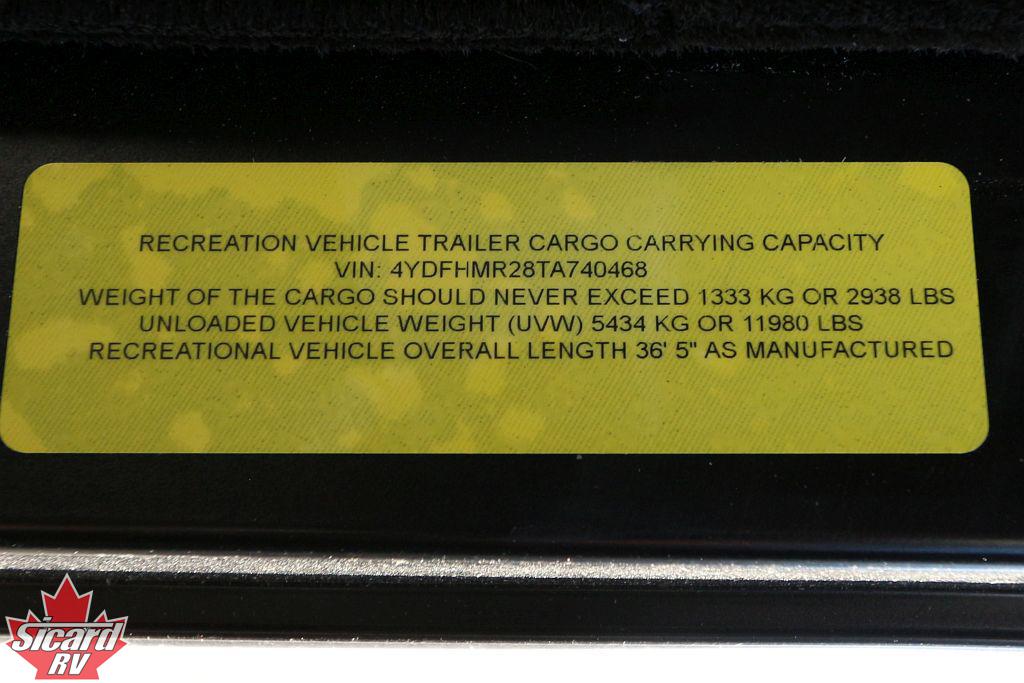 RECREATION VEHICLE TRAILER CARGO CARRYING CAPACITY
VIN: 4YDFHMR28TA740468
WEIGHT OF THE CARGO SHOULD NEVER EXCEED 1333 KG OR 2938 LBS
UNLOADED VEHICLE WEIGHT (UVW) 5434 KG OR 11980 LBS
RECREATIONAL VEHICLE OVERALL LENGTH 36' 5" AS MANUFACTURED
Sicard
RV